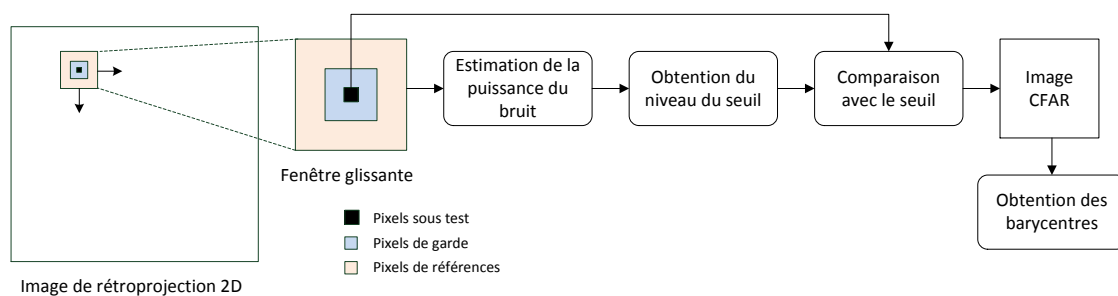 Estimation de la
puissance du
bruit
Obtention du
niveau du seuil
Comparaison
avec le seuil
Image
CFAR
Fenêtre glissante
Obtention des
barycentres
Pixels sous test
Pixels de garde
Pixels de références
Image de rétroprojection 2D